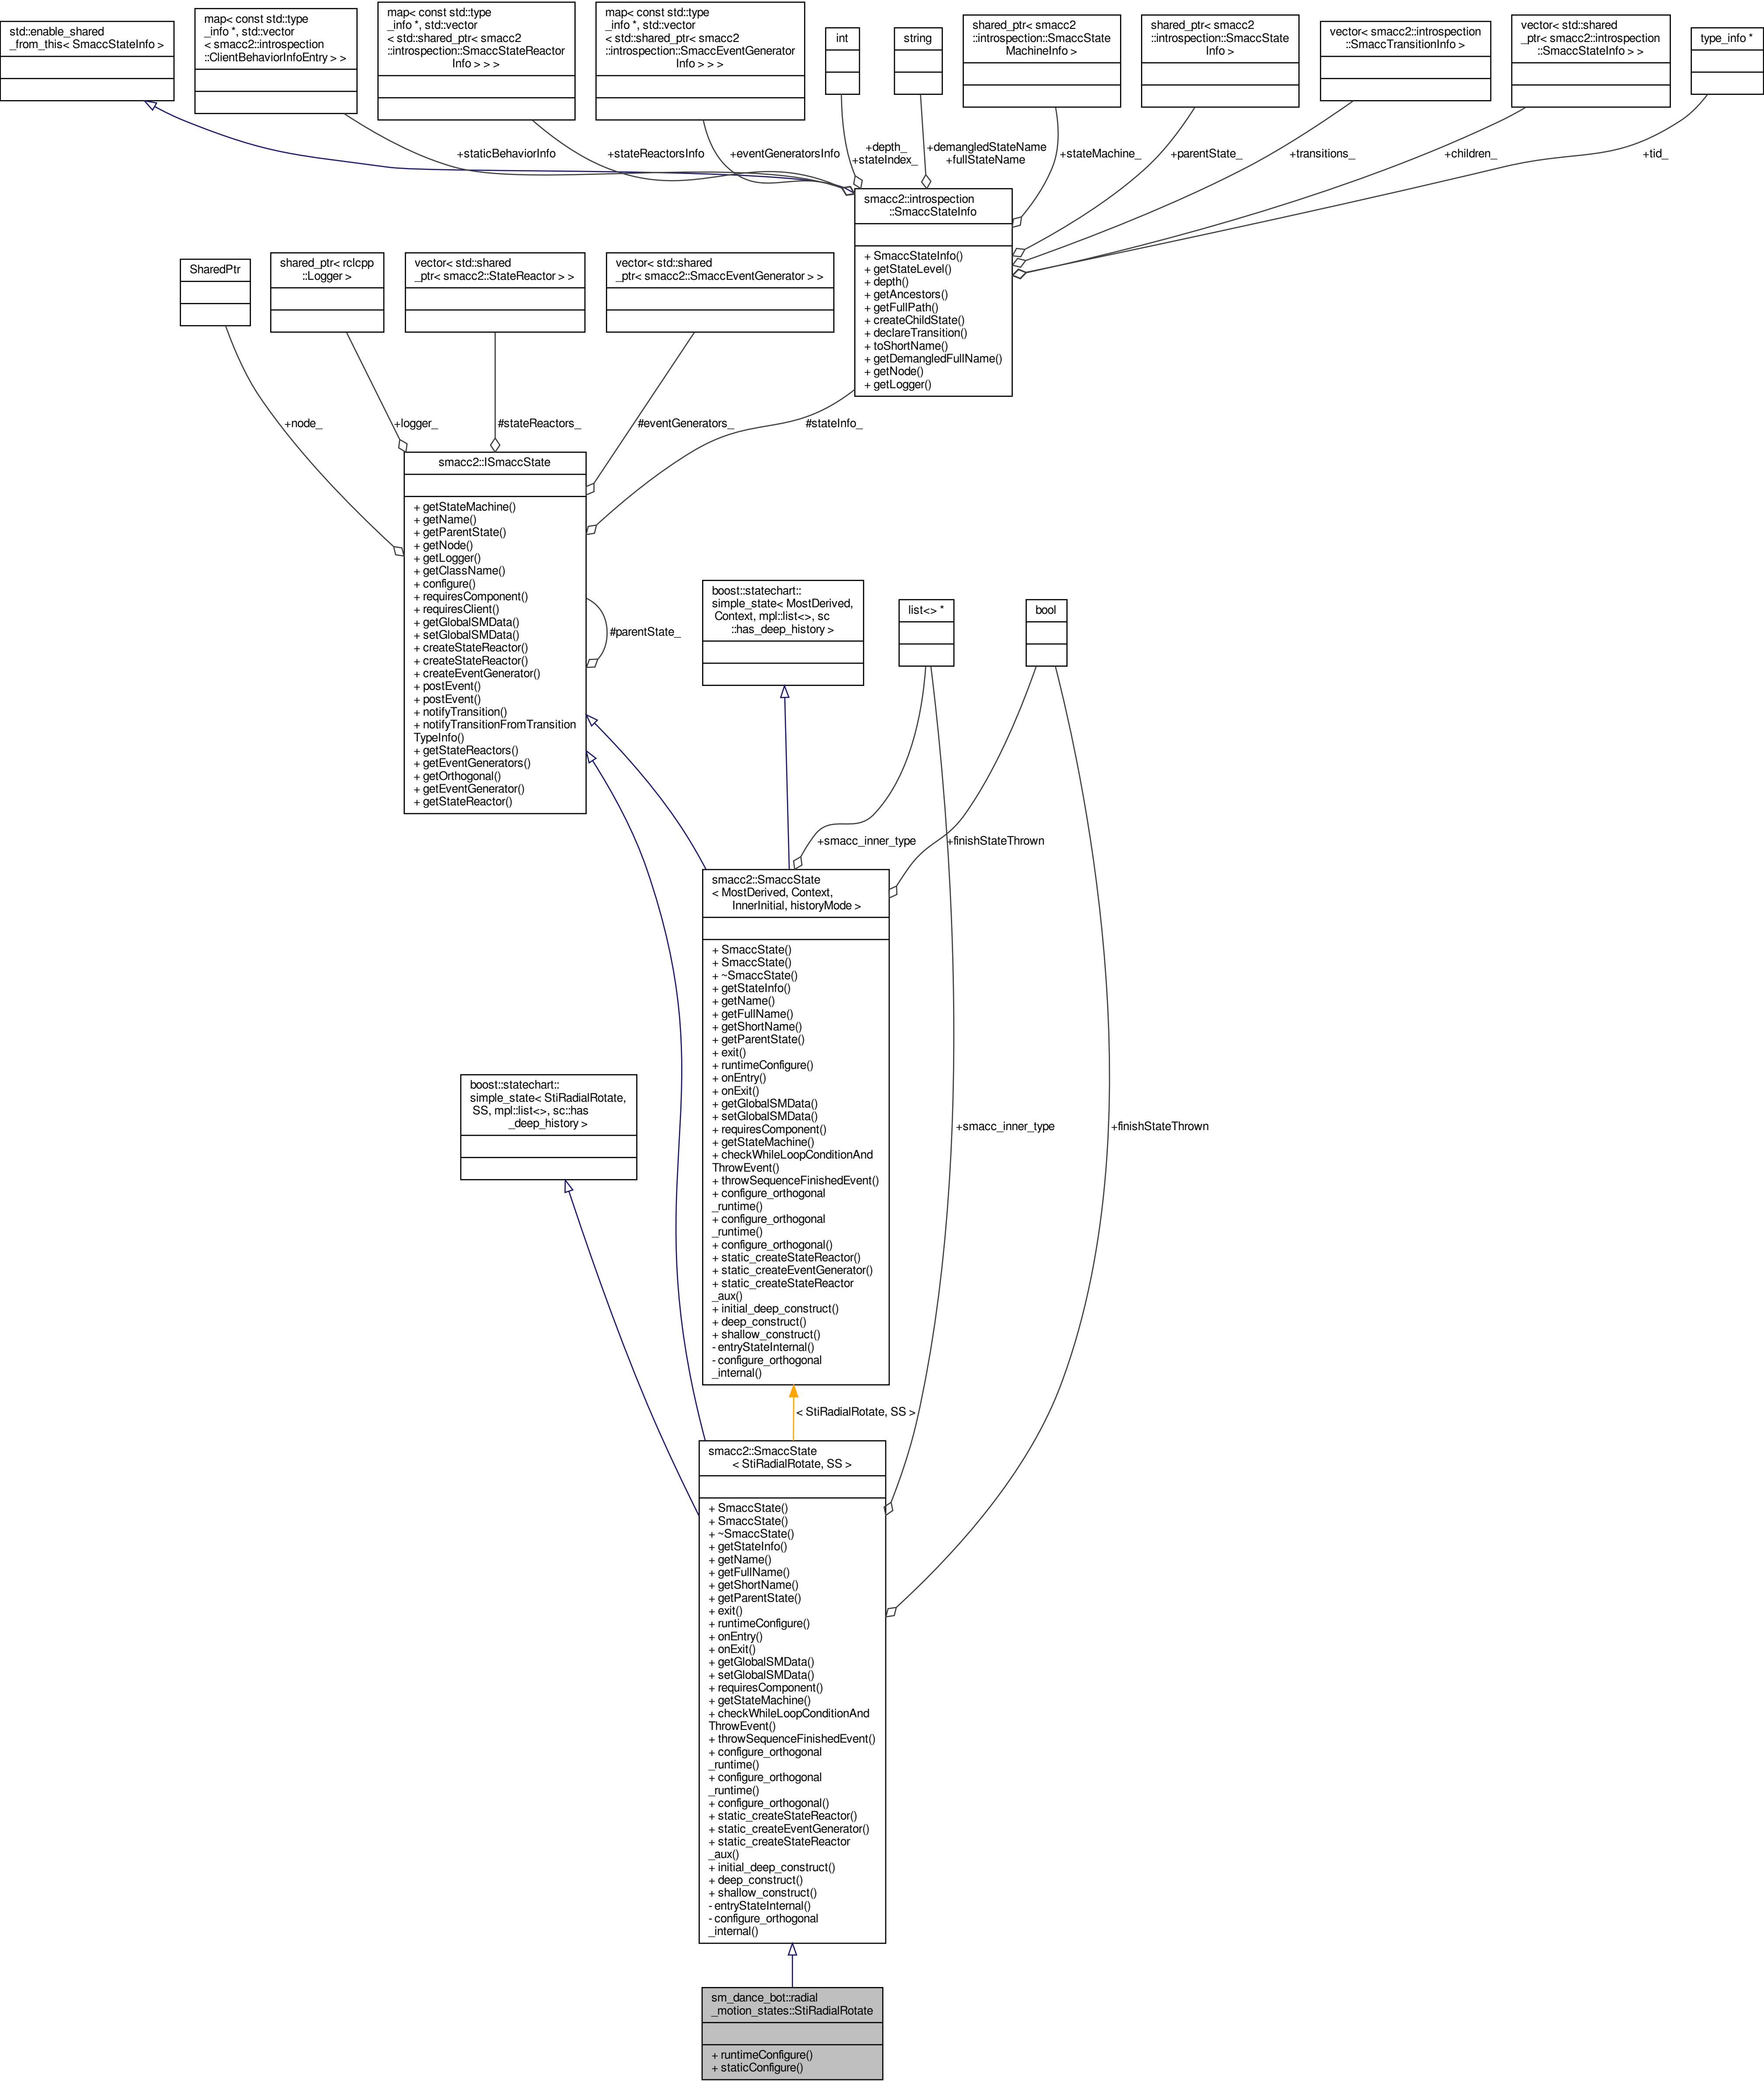 std::enable_shared
_from_this< SmaccStateInfo >
map< const std::type
_info *, std::vector
< smacc2::introspection
::ClientBehaviorInfoEntry > >
map< const std::type
_info *, std::vector
< std::shared_ptr< smacc2
::introspection::SmaccStateReactor
Info > > >
map< const std::type
_info *, std::vector
< std::shared_ptr< smacc2
::introspection::SmaccEventGenerator
Info > > >
int
string
shared_ptr< smacc2
::introspection::SmaccState
MachineInfo >
shared_ptr< smacc2
::introspection::SmaccState
Info >
vector< smacc2::introspection
::SmaccTransitionInfo >
vector< std::shared
_ptr< smacc2::introspection
::SmaccStateInfo > >
type_info *
+staticBehaviorInfo
+stateReactorsInfo
+eventGeneratorsInfo
+depth_
+stateIndex_
+demangledStateName
+fullStateName
+stateMachine_
+parentState_
+transitions_
+children_
+tid_
smacc2::introspection
::SmaccStateInfo
+ SmaccStateInfo()
+ getStateLevel()
+ depth()
+ getAncestors()
+ getFullPath()
+ createChildState()
+ declareTransition()
+ toShortName()
+ getDemangledFullName()
+ getNode()
+ getLogger()
SharedPtr
shared_ptr< rclcpp
::Logger >
vector< std::shared
_ptr< smacc2::StateReactor > >
vector< std::shared
_ptr< smacc2::SmaccEventGenerator > >
+node_
+logger_
#stateReactors_
#eventGenerators_
#stateInfo_
smacc2::ISmaccState
+ getStateMachine()
+ getName()
+ getParentState()
+ getNode()
+ getLogger()
+ getClassName()
+ configure()
+ requiresComponent()
+ requiresClient()
+ getGlobalSMData()
+ setGlobalSMData()
+ createStateReactor()
+ createStateReactor()
+ createEventGenerator()
+ postEvent()
+ postEvent()
+ notifyTransition()
+ notifyTransitionFromTransition
TypeInfo()
+ getStateReactors()
+ getEventGenerators()
+ getOrthogonal()
+ getEventGenerator()
+ getStateReactor()
#parentState_
boost::statechart::
simple_state< MostDerived,
Context, mpl::list<>, sc
::has_deep_history >
list<> *
bool
+smacc_inner_type
+finishStateThrown
smacc2::SmaccState
< MostDerived, Context,
InnerInitial, historyMode >
+ SmaccState()
+ SmaccState()
+ ~SmaccState()
+ getStateInfo()
+ getName()
+ getFullName()
+ getShortName()
+ getParentState()
+ exit()
+ runtimeConfigure()
+ onEntry()
+ onExit()
+ getGlobalSMData()
+ setGlobalSMData()
+ requiresComponent()
+ getStateMachine()
+ checkWhileLoopConditionAnd
ThrowEvent()
+ throwSequenceFinishedEvent()
+ configure_orthogonal
_runtime()
+ configure_orthogonal
_runtime()
+ configure_orthogonal()
+ static_createStateReactor()
+ static_createEventGenerator()
+ static_createStateReactor
_aux()
+ initial_deep_construct()
+ deep_construct()
+ shallow_construct()
- entryStateInternal()
- configure_orthogonal
_internal()
boost::statechart::
simple_state< StiRadialRotate,
SS, mpl::list<>, sc::has
_deep_history >
+smacc_inner_type
+finishStateThrown
< StiRadialRotate, SS >
smacc2::SmaccState
< StiRadialRotate, SS >
+ SmaccState()
+ SmaccState()
+ ~SmaccState()
+ getStateInfo()
+ getName()
+ getFullName()
+ getShortName()
+ getParentState()
+ exit()
+ runtimeConfigure()
+ onEntry()
+ onExit()
+ getGlobalSMData()
+ setGlobalSMData()
+ requiresComponent()
+ getStateMachine()
+ checkWhileLoopConditionAnd
ThrowEvent()
+ throwSequenceFinishedEvent()
+ configure_orthogonal
_runtime()
+ configure_orthogonal
_runtime()
+ configure_orthogonal()
+ static_createStateReactor()
+ static_createEventGenerator()
+ static_createStateReactor
_aux()
+ initial_deep_construct()
+ deep_construct()
+ shallow_construct()
- entryStateInternal()
- configure_orthogonal
_internal()
sm_dance_bot::radial
_motion_states::StiRadialRotate
+ runtimeConfigure()
+ staticConfigure()